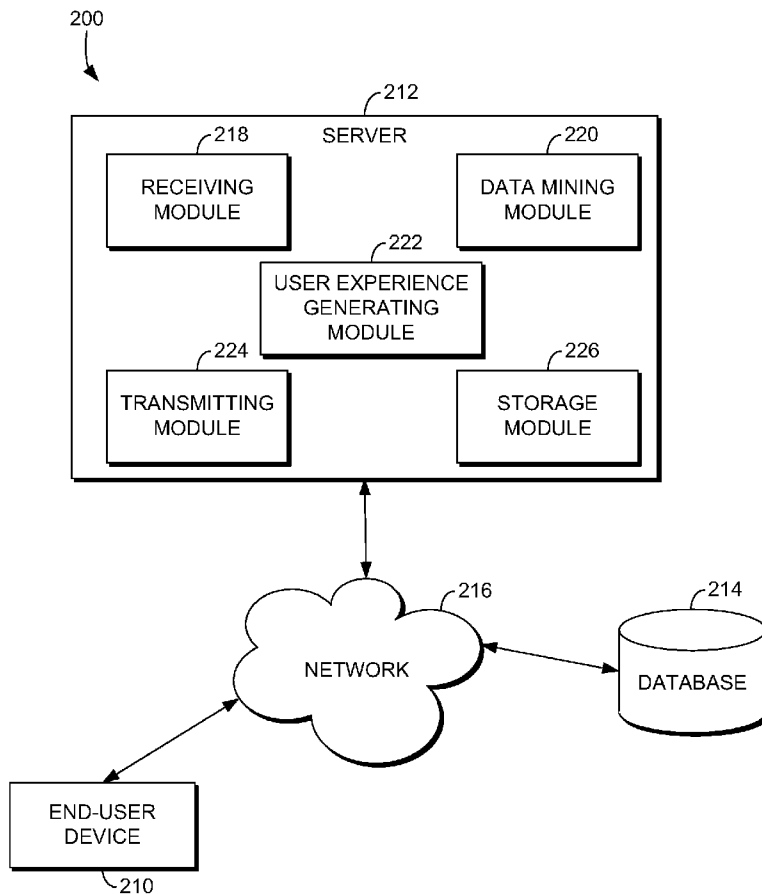 200
212
SERVER
218
RECEIVING
MODULE
220
DATA MINING
MODULE
222
USER EXPERIENCE
GENERATING
MODULE
224
TRANSMITTING
MODULE
226
STORAGE
MODULE
216
NETWORK
214
DATABASE
END-USER
DEVICE
210